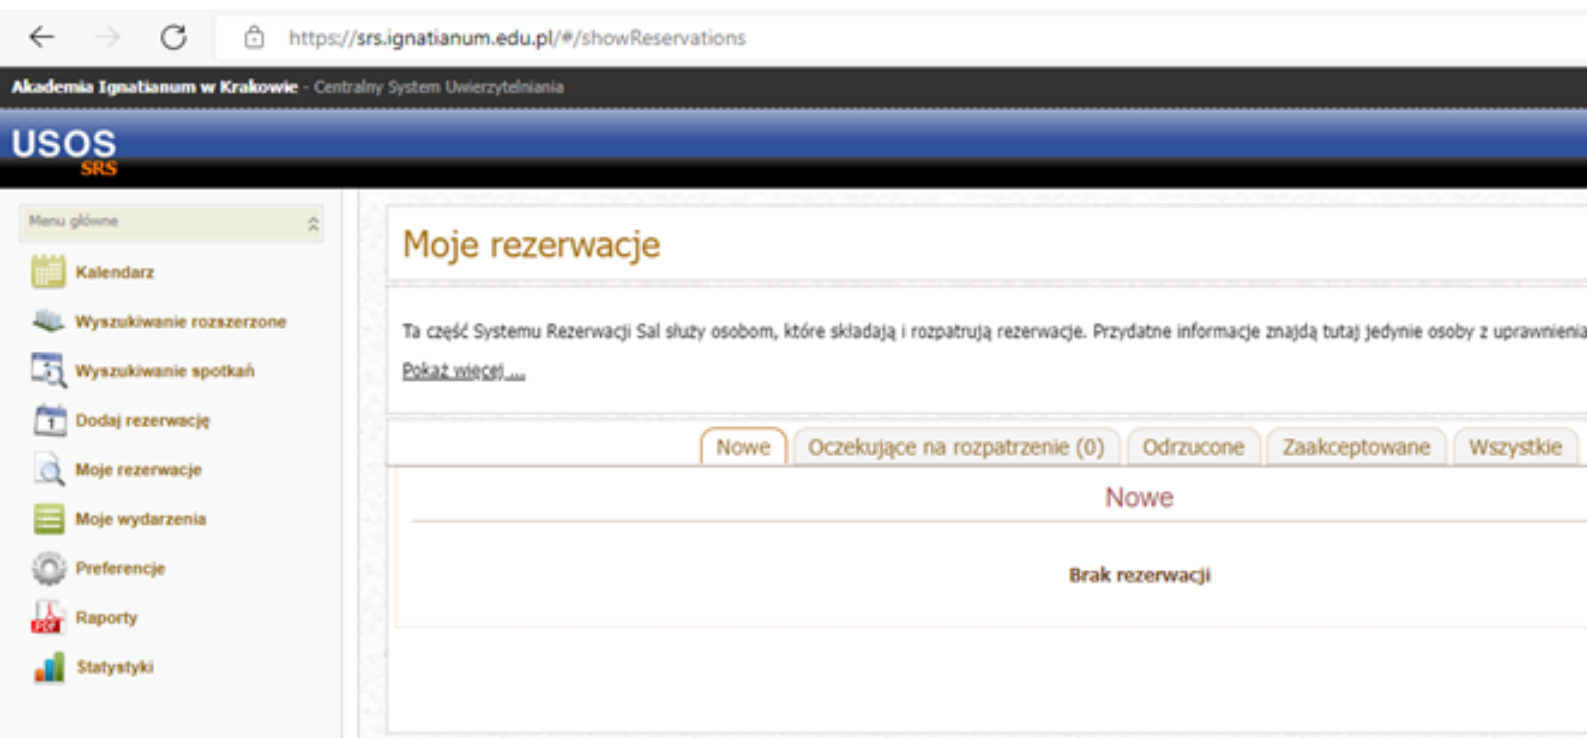 https://srs.ignatianum.edu.pl/#/showReservations
Akademia Ignatianum w Krakowie - Centralny System Uwierzytelniania
USOS
SRS
Menu główne
Kalendarz
Wyszukiwanie rozszerzone
Wyszukiwanie spotkań
Dodaj rezerwację
Moje rezerwacje
Moje wydarzenia
Preferencje
PDF
Raporty
Statystyki
Moje rezerwacje
Ta część Systemu Rezerwacji Sal służy osobom, które składają i rozpatrują rezerwacje. Przydatne informacje znajdą tutaj jedynie osoby z uprawnienia
Pokaż więcej ...
Nowe Oczekujące na rozpatrzenie (0) Odrzucone Zaakceptowane Wszystkie
Nowe
Brak rezerwacji